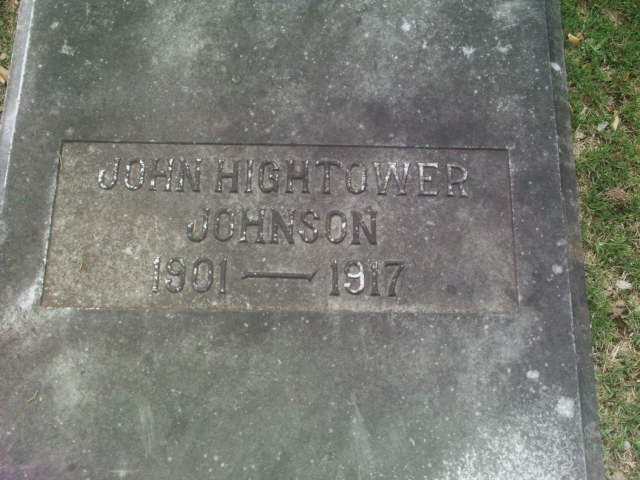 JOHN HIGHTOWER
JOHNSON
1901 — 1917